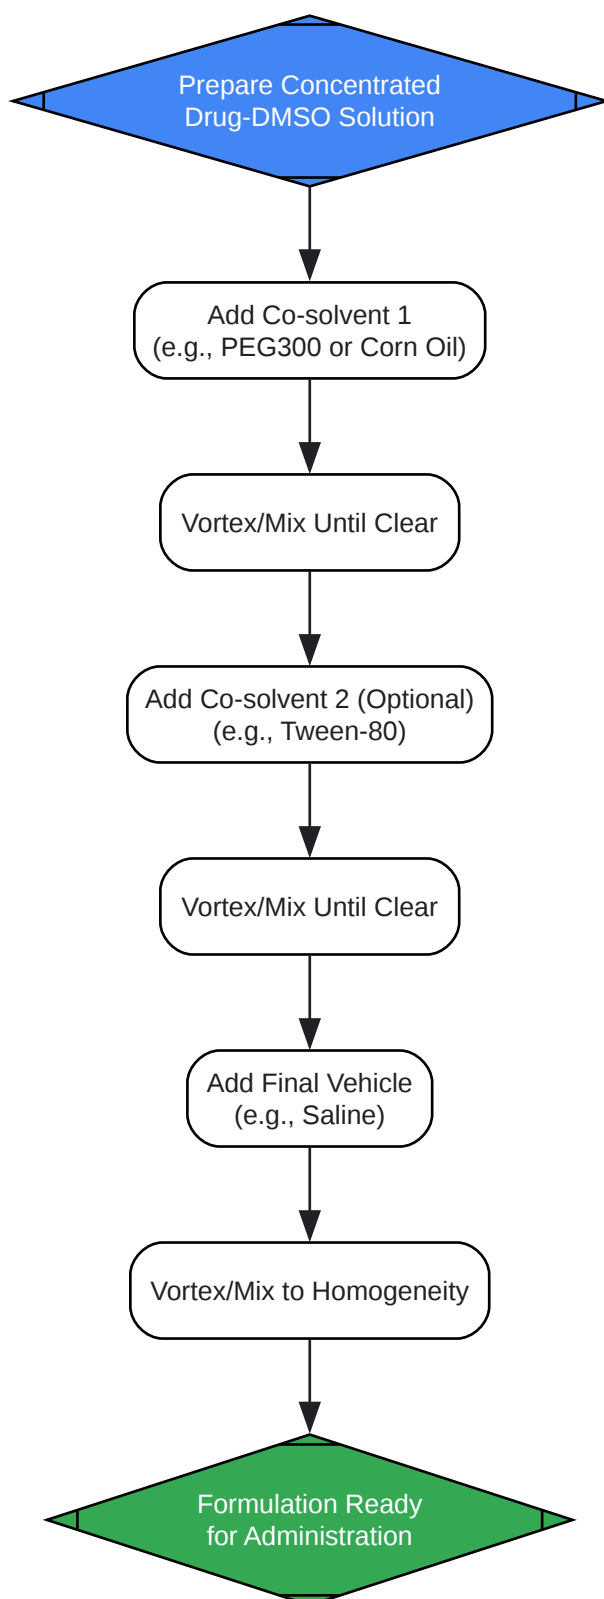 Prepare Concentrated
Drug-DMSO Solution
Add Co-solvent 1
(e.g., PEG300 or Corn Oil)
Vortex/Mix Until Clear
Add Co-solvent 2 (Optional)
(e.g., Tween-80)
Vortex/Mix Until Clear
Add Final Vehicle
(e.g., Saline)
Vortex/Mix to Homogeneity
Formulation Ready
for Administration